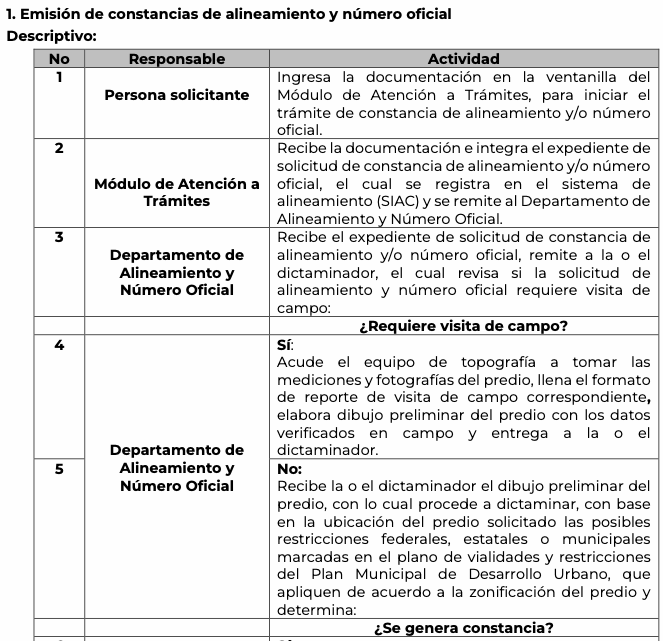 1. Emisión de constancias de alineamiento y número oficial
Descriptivo:
No Responsable Actividad
1
Persona solicitante
Ingresa la documentación en la ventanilla del
Módulo de Atención a Trámites, para iniciar el
trámite de constancia de alineamiento y/o número
oficial.
2
Módulo de Atención a
Trámites
Recibe la documentación e integra el expediente de
solicitud de constancia de alineamiento y/o número
oficial, el cual se registra en el sistema de
alineamiento (SIAC) y se remite al Departamento de
Alineamiento y Número Oficial.
3
Departamento de
Alineamiento y
Número Oficial
Recibe el expediente de solicitud de constancia de
alineamiento y/o número oficial, remite a la o el
dictaminador, el cual revisa si la solicitud de
alineamiento y número oficial requiere visita de
campo:
¿Requiere visita de campo?
4
Sí:
Acude el equipo de topografía a tomar las
mediciones y fotografías del predio, llena el formato
de reporte de visita de campo correspondiente,
elabora dibujo preliminar del predio con los datos
verificados en campo y entrega a la o el
dictaminador.
Departamento de
Alineamiento y
Número Oficial
5
No:
Recibe la o el dictaminador el dibujo preliminar del
predio, con lo cual procede a dictaminar, con base
en la ubicación del predio solicitado las posibles
restricciones federales, estatales o municipales
marcadas en el plano de vialidades y restricciones
del Plan Municipal de Desarrollo Urbano, que
apliquen de acuerdo a la zonificación del predio y
determina:
¿Se genera constancia?